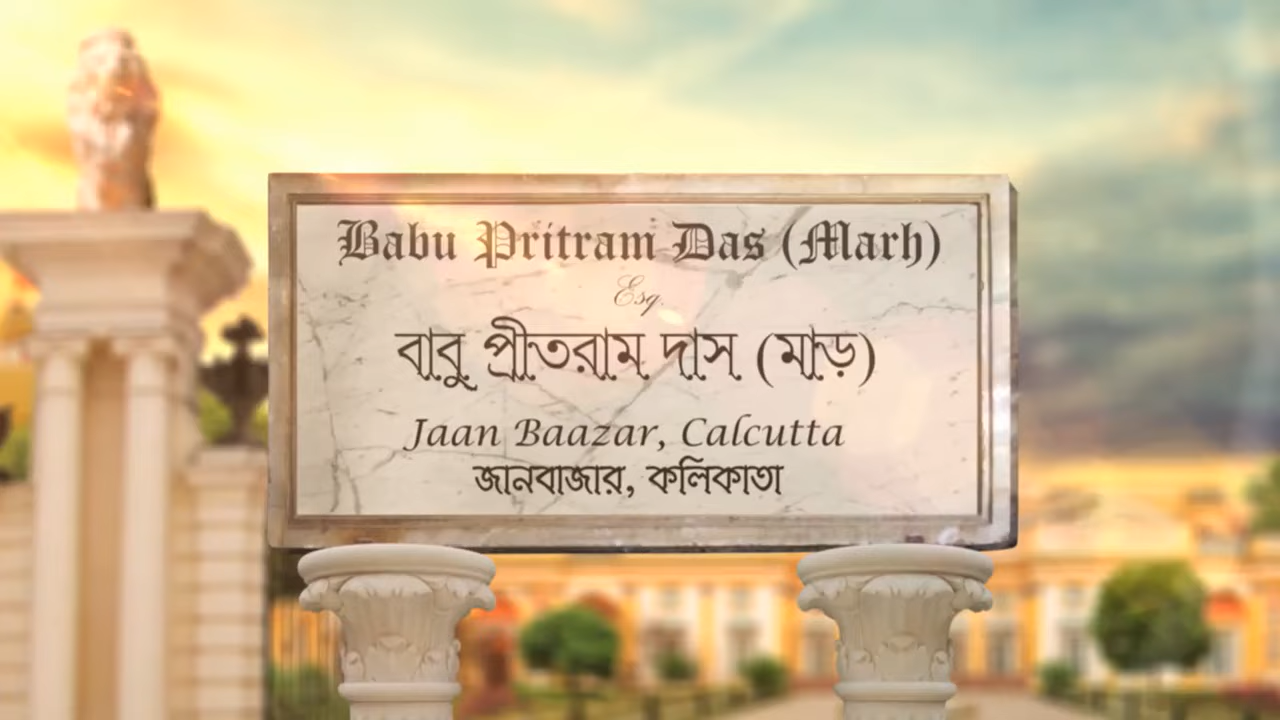 Babu Pritram Das (Marh)
Esq.
বাবু প্রীতরাম দাস (মাড়)
Jaan Baazar, Calcutta
জানবাজার, কলিকাতা